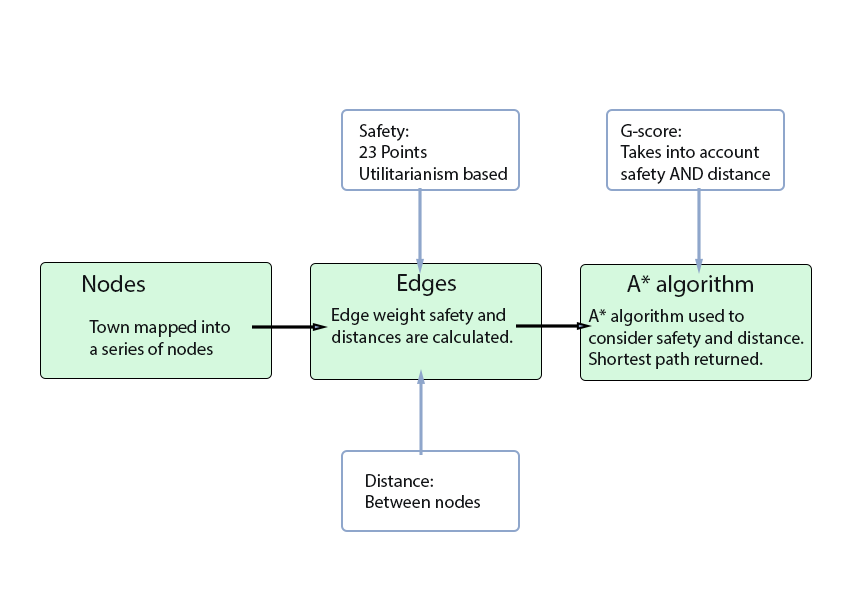 Safety:
23 Points
Utilitarianism based
G-score:
Takes into account
safety AND distance
Nodes
Town mapped into
a series of nodes
Edges
Edge weight safety and
distances are calculated.
A* algorithm
A* algorithm used to
consider safety and distance.
Shortest path returned.
Distance:
Between nodes